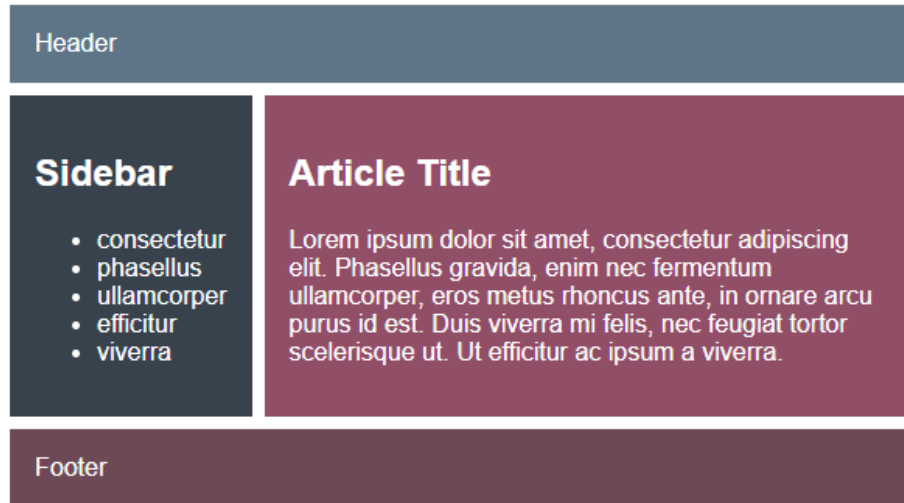 Header
Sidebar
• consectetur
• phasellus
• ullamcorper
• efficitur
• viverra
Article Title
Lorem ipsum dolor sit amet, consectetur adipiscing
elit. Phasellus gravida, enim nec fermentum
ullamcorper, eros metus rhoncus ante, in ornare arcu
purus id est. Duis viverra mi felis, nec feugiat tortor
scelerisque ut. Ut efficitur ac ipsum a viverra.
Footer